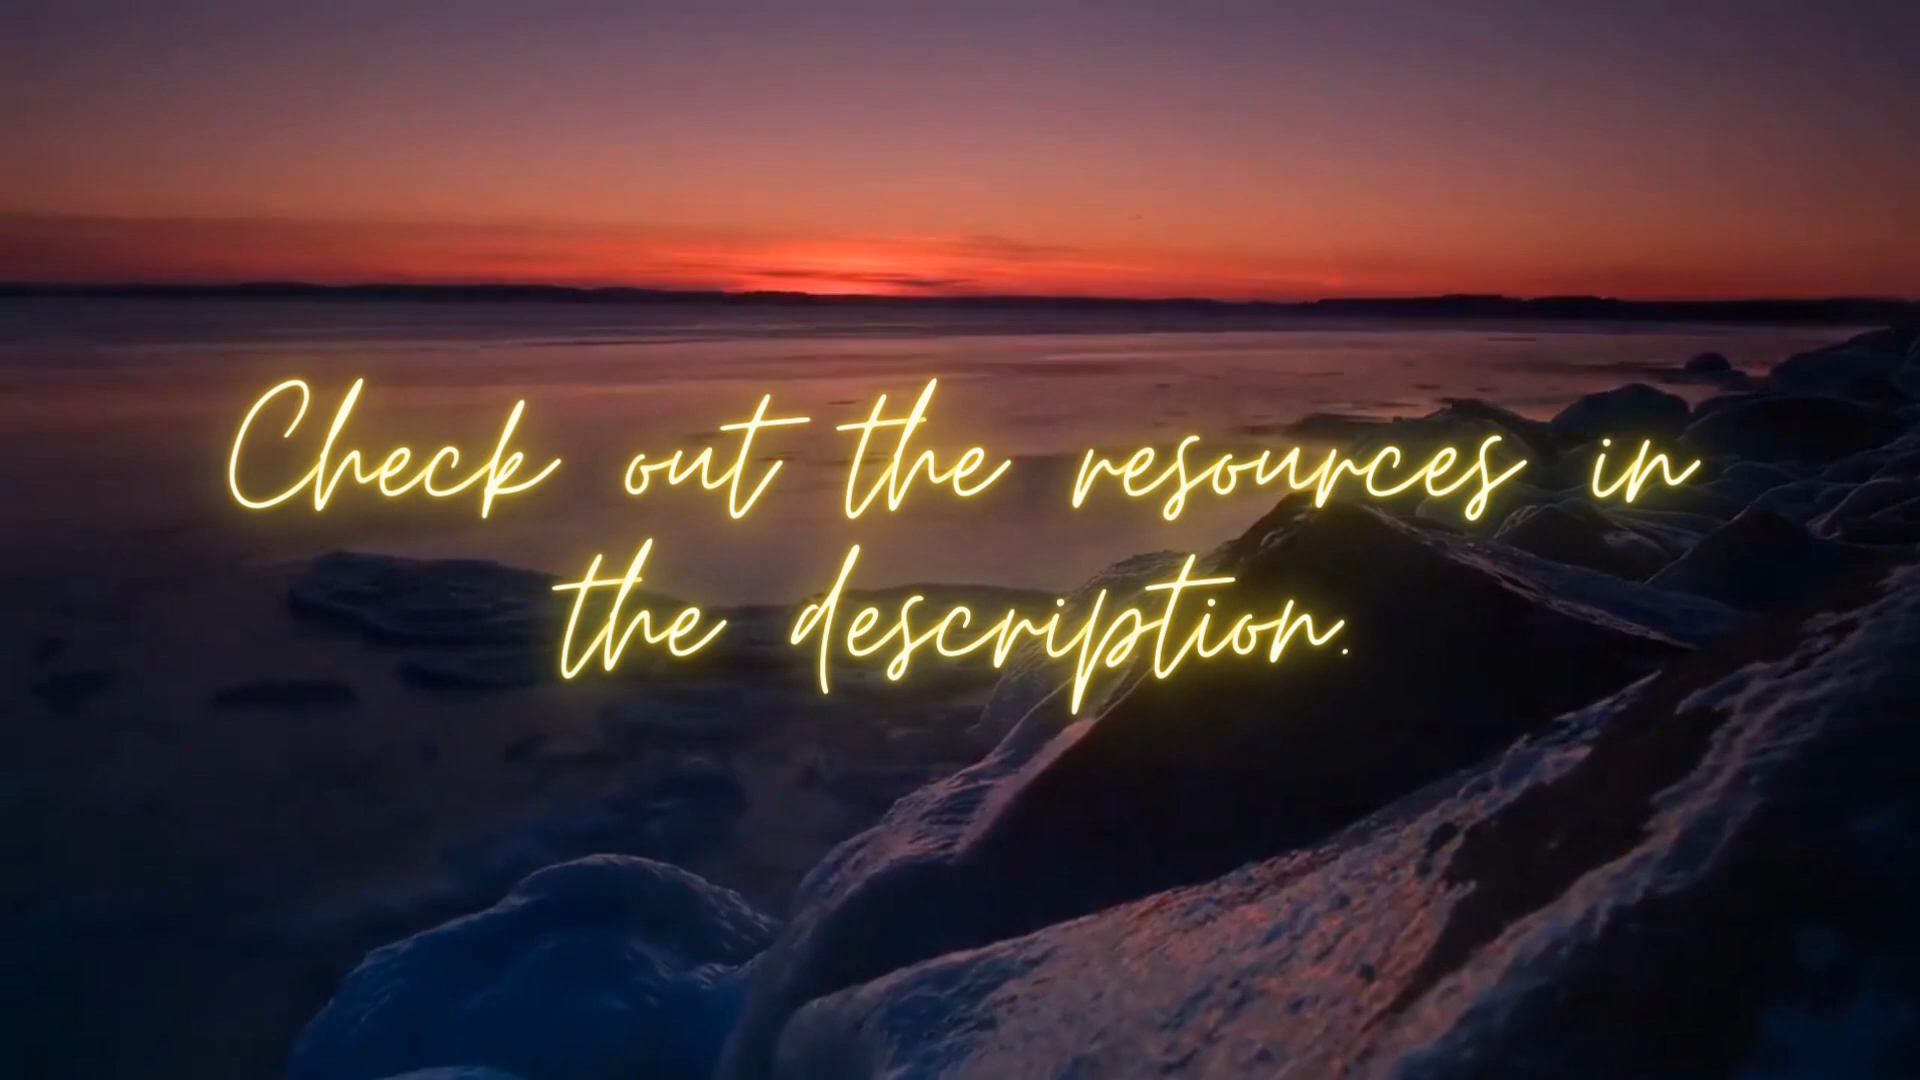 Check out the resources in
the description.